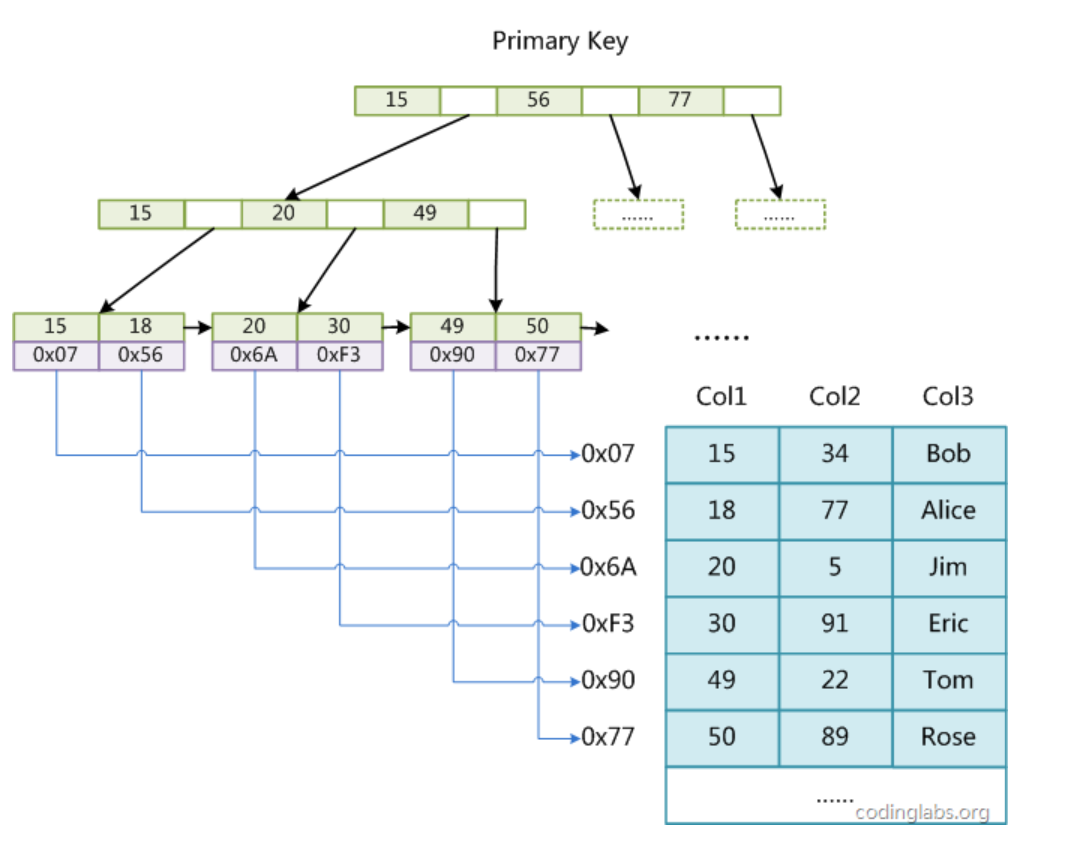 Primary Key
15 56 77
15 20 49 ...... ......
15 18 20 30 49 50
0x07 0x56 0x6A 0xF3 0x90 0x77
......
Col1 Col2 Col3
0x07 15 34 Bob
0x56 18 77 Alice
0x6A 20 5 Jim
0xF3 30 91 Eric
0x90 49 22 Tom
0x77 50 89 Rose
......
codinglabs.org